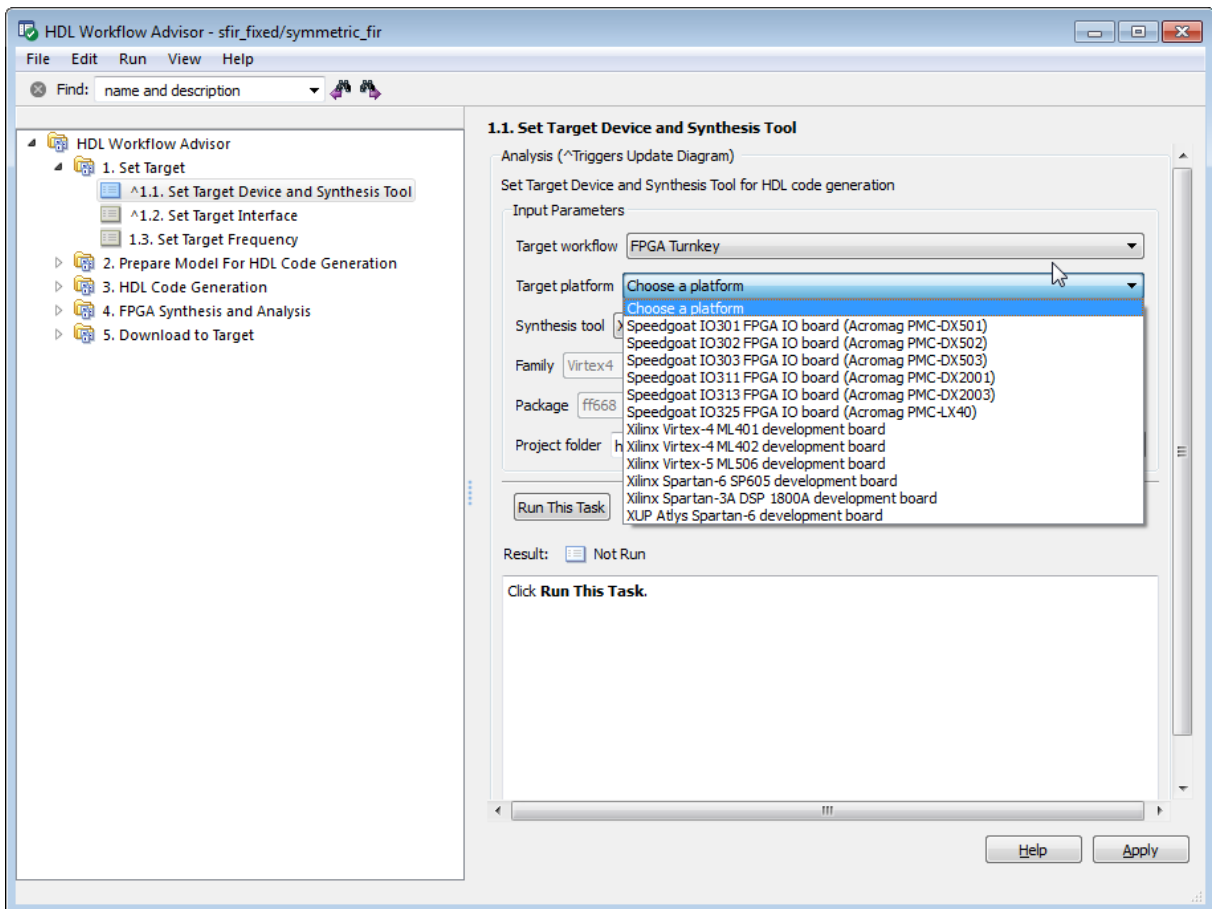 HDL Workflow Advisor - sfir_fixed/symmetric_fir
File Edit Run View Help
Find: name and description
HDL Workflow Advisor
1. Set Target
^1.1. Set Target Device and Synthesis Tool
^1.2. Set Target Interface
1.3. Set Target Frequency
2. Prepare Model For HDL Code Generation
3. HDL Code Generation
4. FPGA Synthesis and Analysis
5. Download to Target
1.1. Set Target Device and Synthesis Tool
Analysis (^Triggers Update Diagram)
Set Target Device and Synthesis Tool for HDL code generation
Input Parameters
Target workflow FPGA Turnkey
Target platform Choose a platform
Choose a platform
Synthesis tool
Speedgoat IO301 FPGA IO board (Acromag PMC-DX501)
Speedgoat IO302 FPGA IO board (Acromag PMC-DX502)
Speedgoat IO303 FPGA IO board (Acromag PMC-DX503)
Family Virtex4
Speedgoat IO311 FPGA IO board (Acromag PMC-DX2001)
Speedgoat IO313 FPGA IO board (Acromag PMC-DX2003)
Package ff668
Speedgoat IO325 FPGA IO board (Acromag PMC-LX40)
Xilinx Virtex-4 ML401 development board
Project folder
Xilinx Virtex-4 ML402 development board
Xilinx Virtex-5 ML506 development board
Xilinx Spartan-6 SP605 development board
Xilinx Spartan-3A DSP 1800A development board
XUP Atlys Spartan-6 development board
Run This Task
Result: Not Run
Click Run This Task.
Help Apply